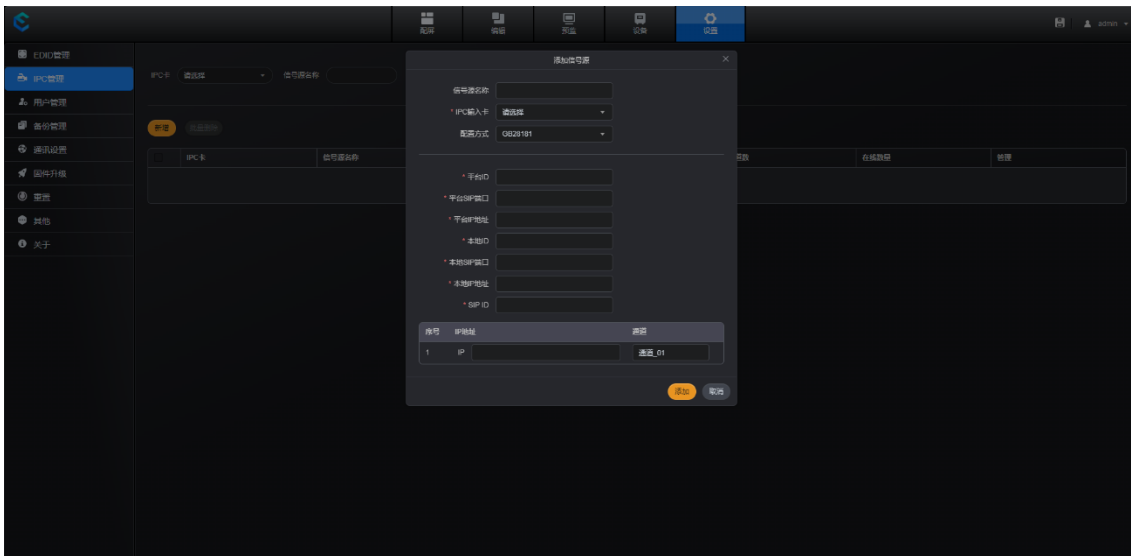 配屏 编辑 预监 设备 设置 admin
EDID管理
IPC管理
用户管理
备份管理
通讯设置
固件升级
重置
其他
关于
IPC卡 请选择 信号源名称
新增 批量删除
IPC卡 信号源名称 在线数量 管理
添加信号源 ×
信号源名称
* IPC输入卡 请选择
配置方式 GB28181
* 平台ID
* 平台SIP端口
* 平台IP地址
* 本地ID
* 本地SIP端口
* 本地IP地址
* SIP ID
序号 IP地址 通道
1 IP 通道_01
添加 取消